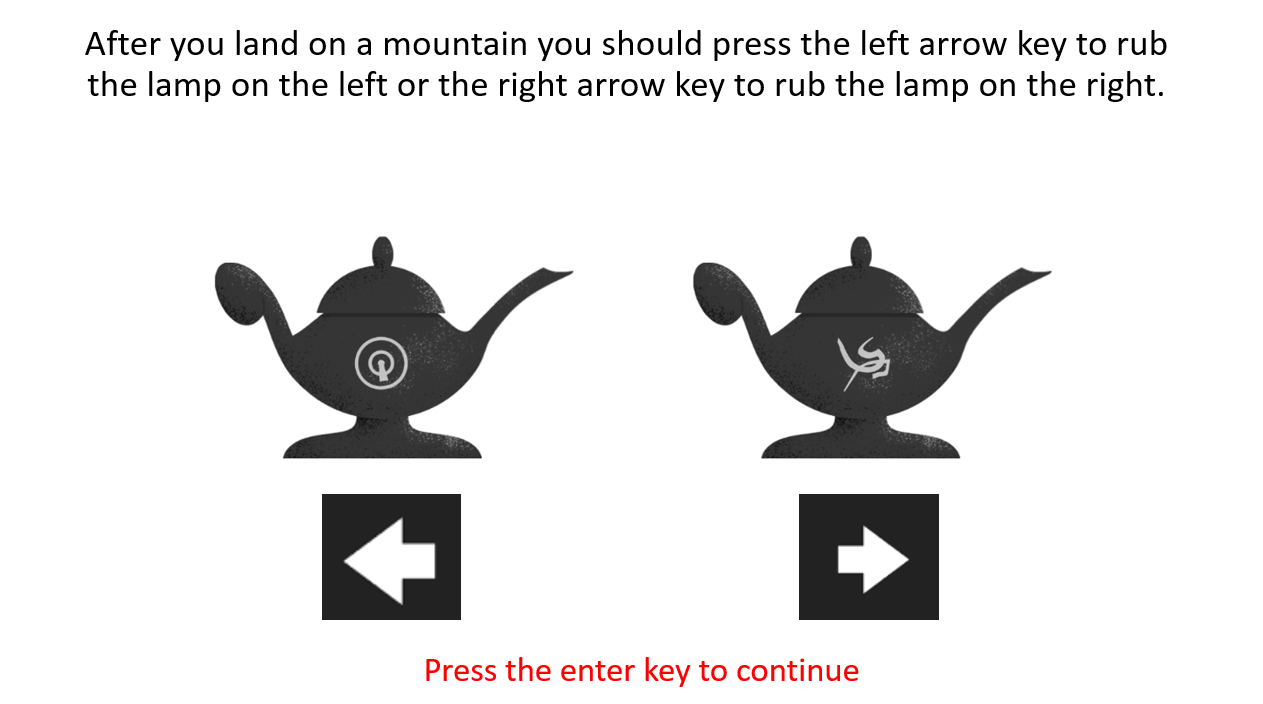 After you land on a mountain you should press the left arrow key to rub
the lamp on the left or the right arrow key to rub the lamp on the right.
Press the enter key to continue